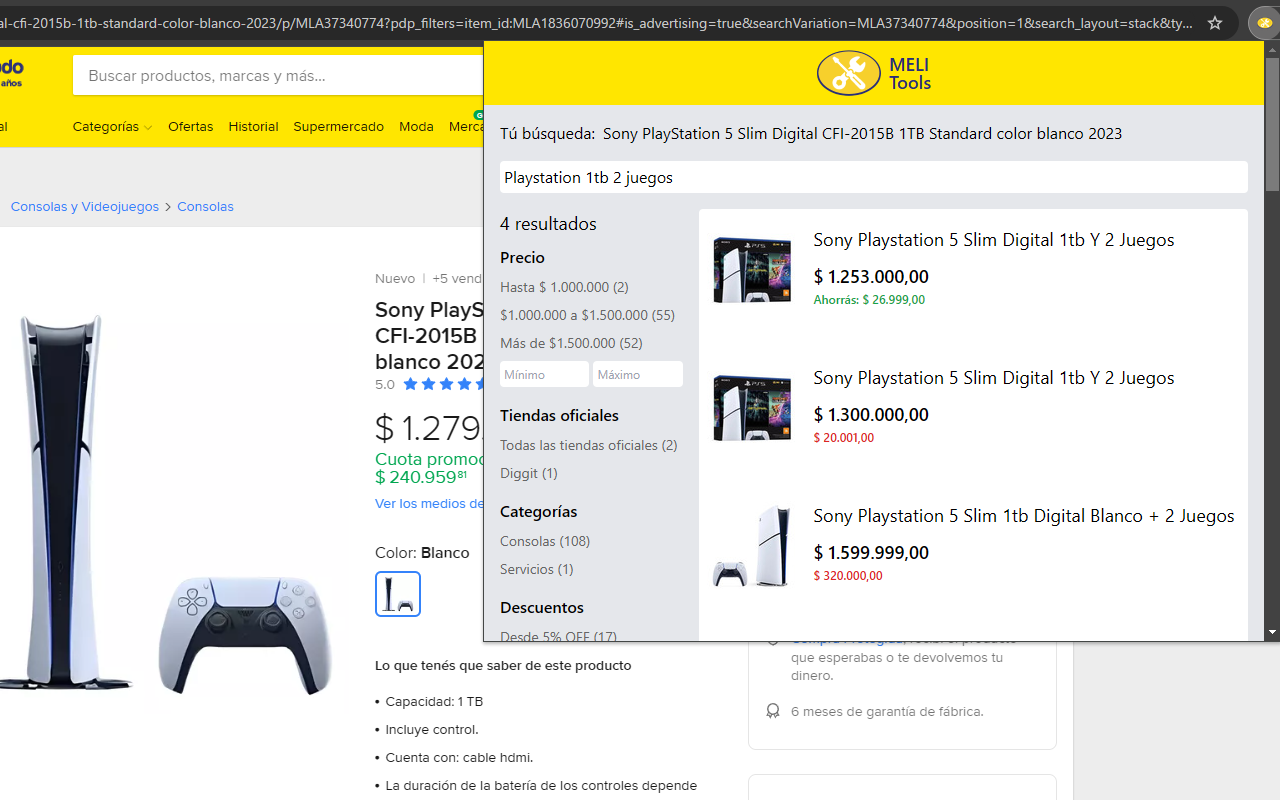 al-cfi-2015b-1tb-standard-color-blanco-2023/p/MLA37340774?pdp_filters=item_id:MLA1836070992#is_advertising=true&searchVariation=MLA37340774&position=1&search_layout=stack&ty...
años
Buscar productos, marcas y más...
Categorías
Ofertas
Historial
Supermercado
Moda
Merca
Consolas y Videojuegos > Consolas
Nuevo | +5 vend
Sony PlayS
CFI-2015B
blanco 202
5.0
$ 1.279.
Cuota promoc
$ 240.959 81
Ver los medios de
Color: Blanco
Lo que tenés que saber de este producto
• Capacidad: 1 TB
• Incluye control.
• Cuenta con: cable hdmi.
• La duración de la batería de los controles depende
MELI
Tools
Tú búsqueda: Sony PlayStation 5 Slim Digital CFI-2015B 1TB Standard color blanco 2023
Playstation 1tb 2 juegos
4 resultados
Precio
Hasta $ 1.000.000 (2)
$1.000.000 a $1.500.000 (55)
Más de $1.500.000 (52)
Mínimo
Máximo
Tiendas oficiales
Todas las tiendas oficiales (2)
Diggit (1)
Categorías
Consolas (108)
Servicios (1)
Descuentos
Desde 5% OFF (17)
Sony Playstation 5 Slim Digital 1tb Y 2 Juegos
$ 1.253.000,00
Ahorrás: $ 26.999,00
Sony Playstation 5 Slim Digital 1tb Y 2 Juegos
$ 1.300.000,00
$ 20.001,00
Sony Playstation 5 Slim 1tb Digital Blanco + 2 Juegos
$ 1.599.999,00
$ 320.000,00
que esperabas o te devolvemos tu
dinero.
6 meses de garantía de fábrica.